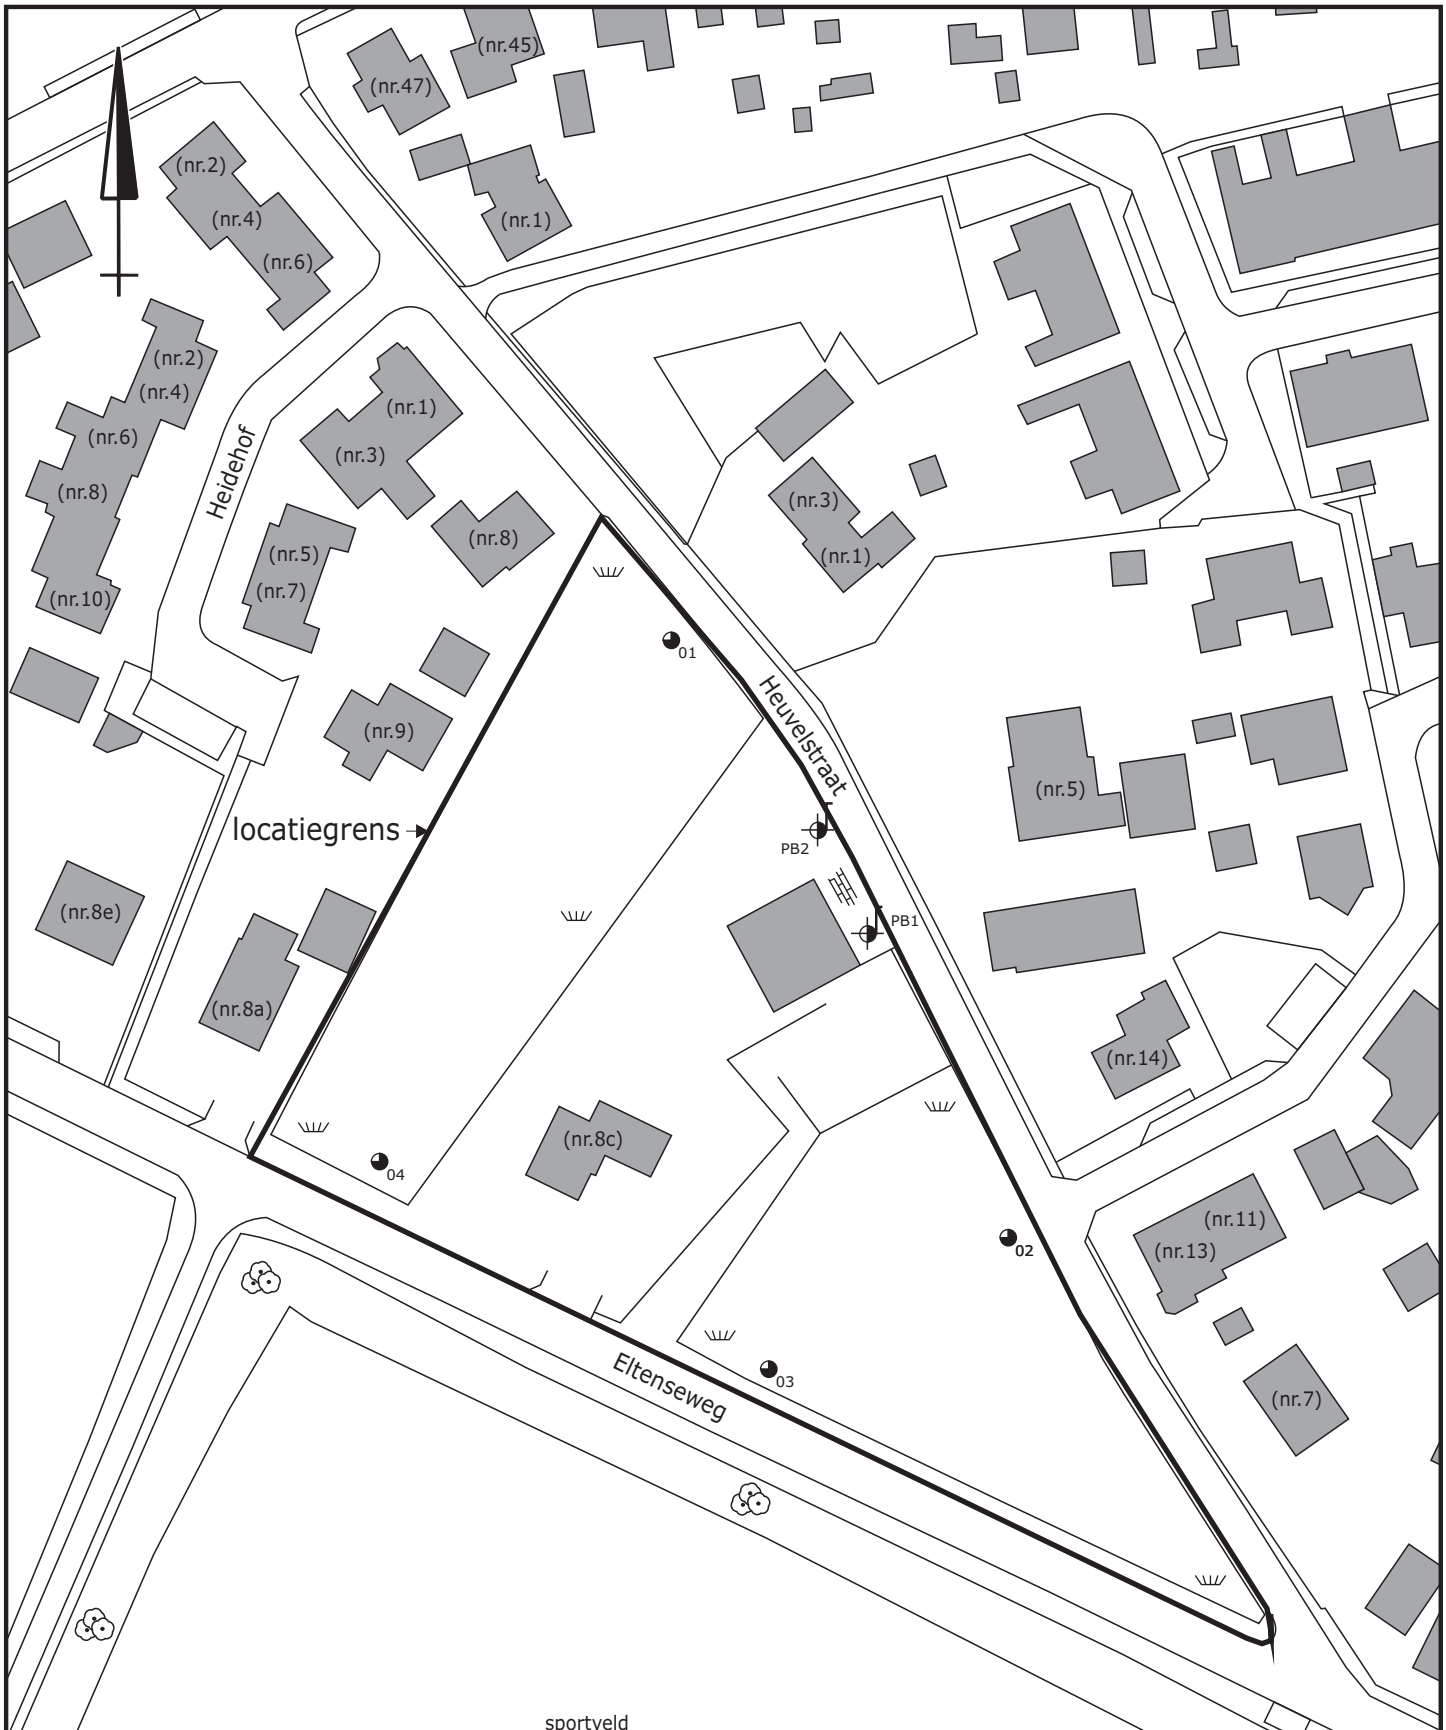 (nr.45)
(nr.47)
(nr.2)
(nr.4)
(nr.1)
(nr.6)
(nr.2)
(nr.4)
(nr.1)
(nr.6)
(nr.3)
Heidehof
(nr.8)
(nr.3)
(nr.5)
(nr.8)
(nr.1)
(nr.7)
(nr.10)
01
Heuvelstraat
(nr.9)
(nr.5)
locatiegrens
PB2
(nr.8e)
PB1
(nr.8a)
(nr.14)
(nr.8c)
04
(nr.11)
02
(nr.13)
03
Eltenseweg
(nr.7)
sportveld